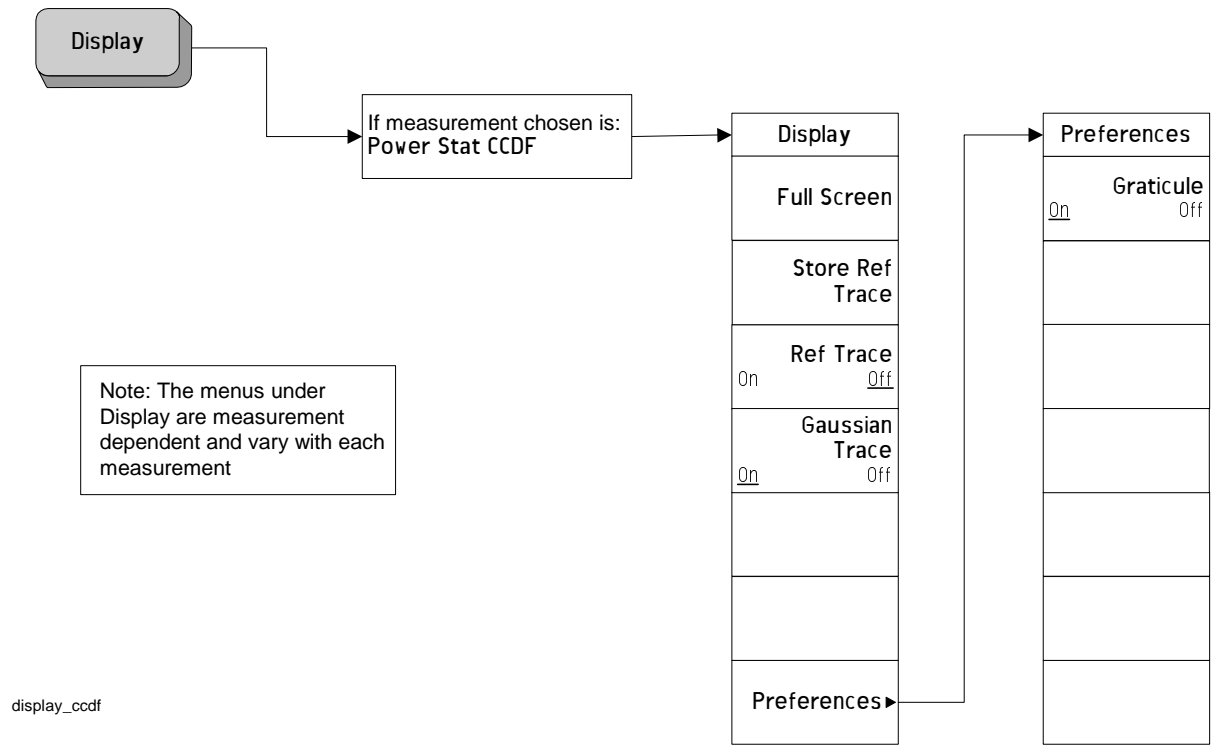 Display
If measurement chosen is:
Power Stat CCDF
Display
Full Screen
Store Ref
Trace
Ref Trace
On Off
Gaussian
Trace
On Off
Preferences
Preferences
Graticule
On Off
Note: The menus under
Display are measurement
dependent and vary with each
measurement
display_ccdf